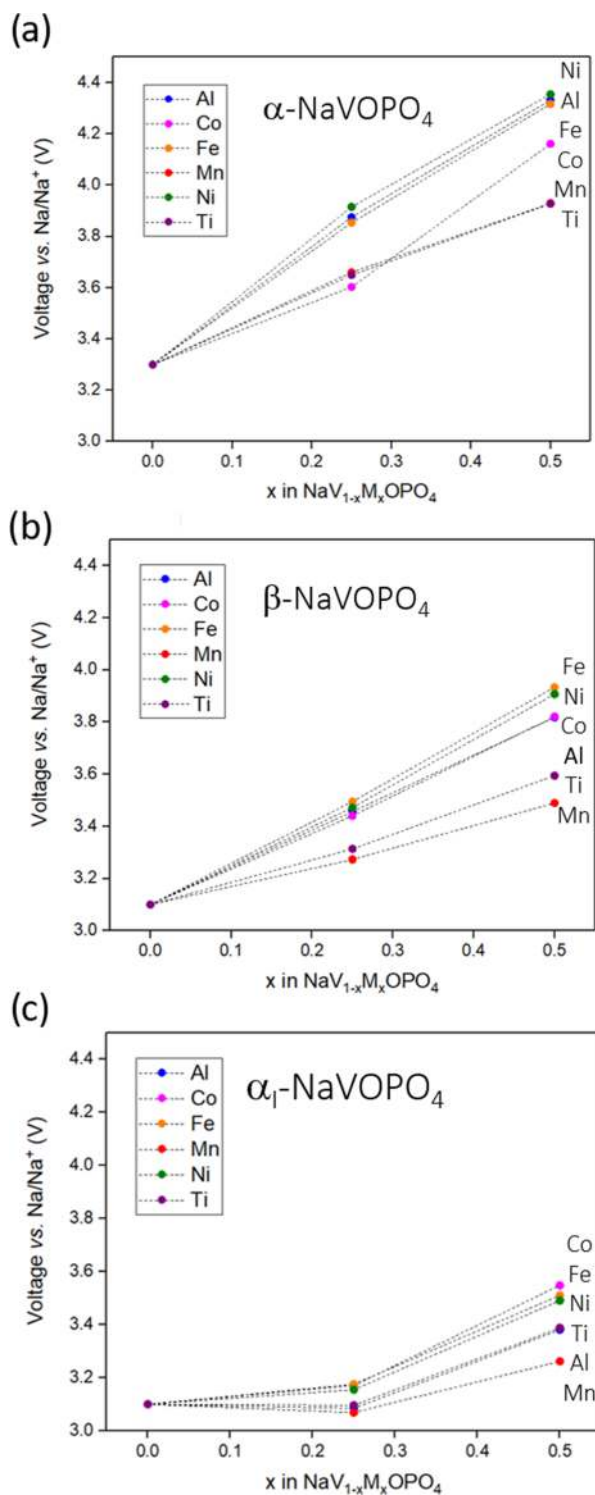 (a)
α-NaVOPO4
Al
Co
Fe
Mn
Ni
Ti
Ni
Al
Fe
Co
Mn
Ti
Voltage vs. Na/Na+ (V)
4.4
4.2
4.0
3.8
3.6
3.4
3.2
3.0
0.0 0.1 0.2 0.3 0.4 0.5
x in NaV1-xMxOPO4
(b)
β-NaVOPO4
Al
Co
Fe
Mn
Ni
Ti
Fe
Ni
Co
Al
Ti
Mn
Voltage vs. Na/Na+ (V)
4.4
4.2
4.0
3.8
3.6
3.4
3.2
3.0
0.0 0.1 0.2 0.3 0.4 0.5
x in NaV1-xMxOPO4
(c)
αI-NaVOPO4
Al
Co
Fe
Mn
Ni
Ti
Co
Fe
Ni
Ti
Al
Mn
Voltage vs. Na/Na+ (V)
4.4
4.2
4.0
3.8
3.6
3.4
3.2
3.0
0.0 0.1 0.2 0.3 0.4 0.5
x in NaV1-xMxOPO4